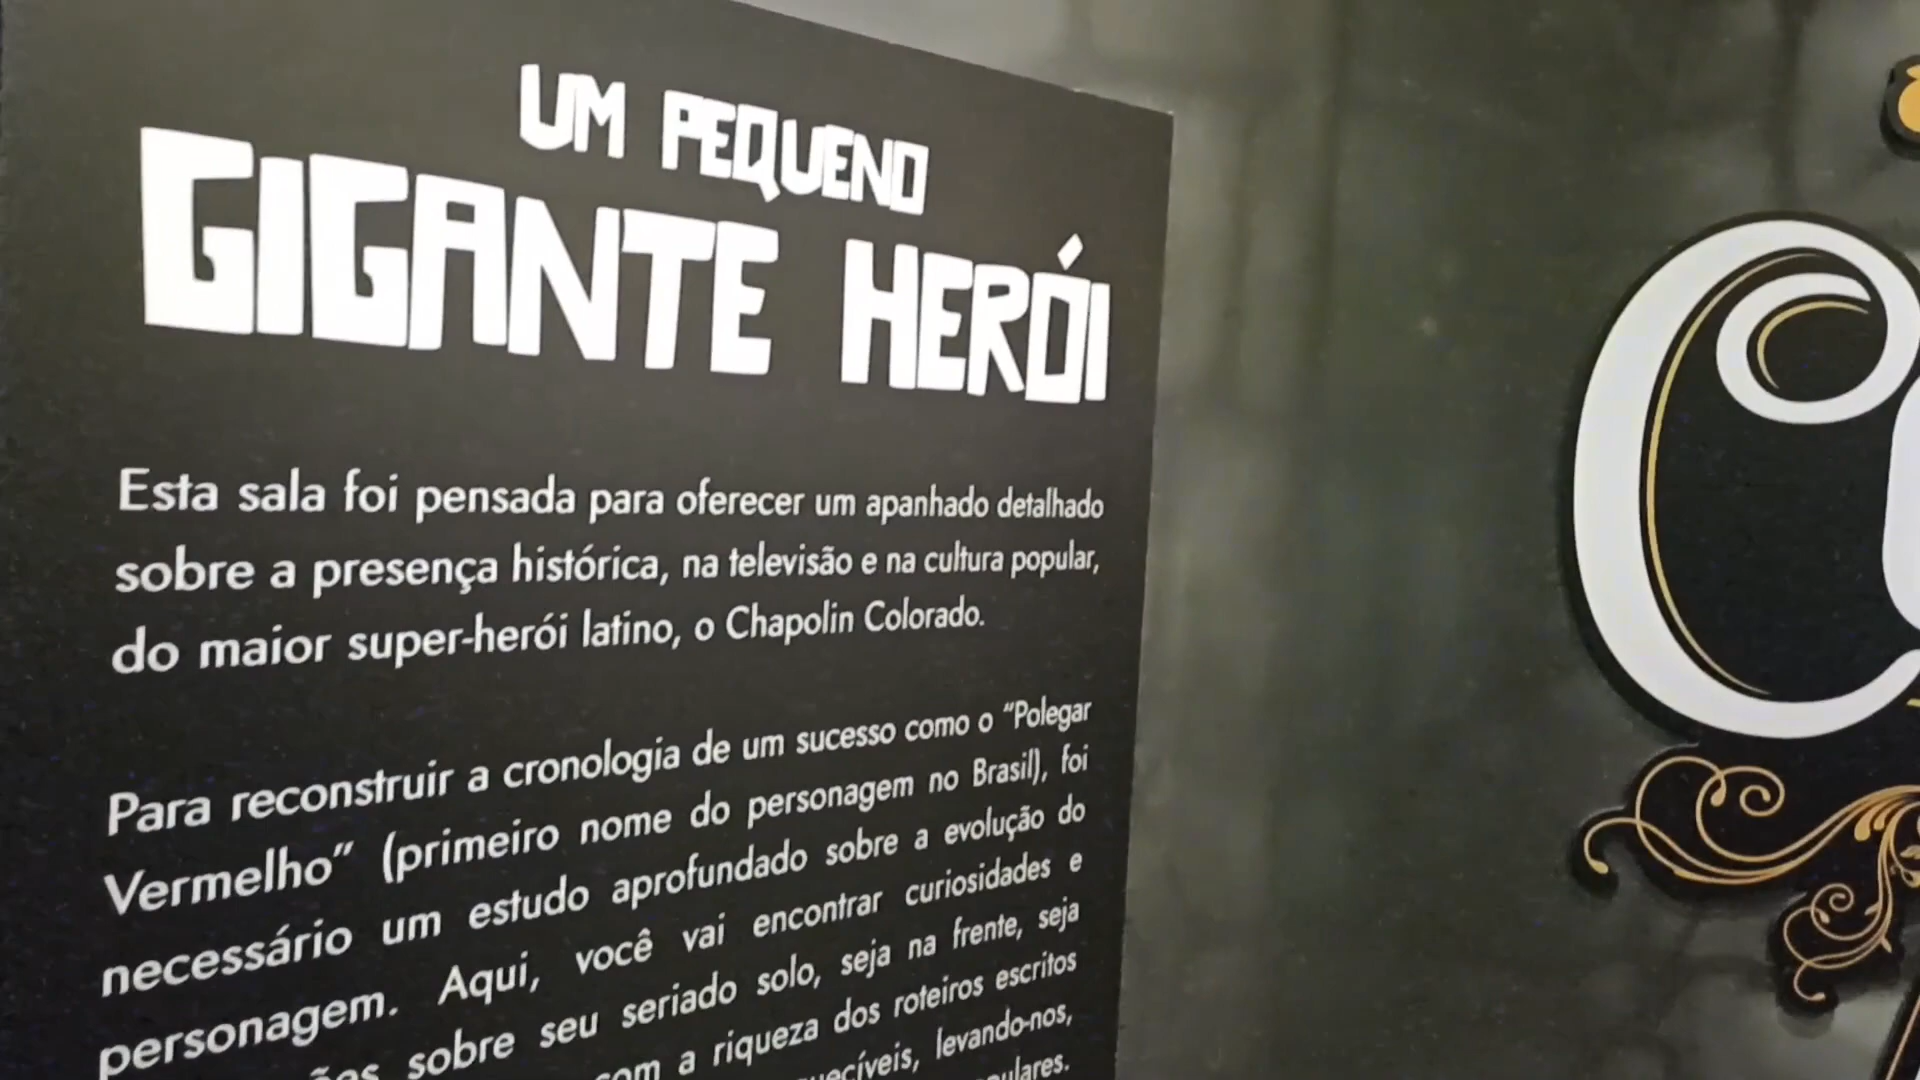 UM PEQUENO
GIGANTE HERÓI
Esta sala foi pensada para oferecer um apanhado detalhado
sobre a presença histórica, na televisão e na cultura popular,
do maior super-herói latino, o Chapolin Colorado.
Para reconstruir a cronologia de um sucesso como o “Polegar
Vermelho” (primeiro nome do personagem no Brasil), foi
necessário um estudo aprofundado sobre a evolução do
personagem. Aqui, você vai encontrar curiosidades e
sobre seu seriado solo, seja na frente, seja
com a riqueza dos roteiros escritos
levando-nos,
C